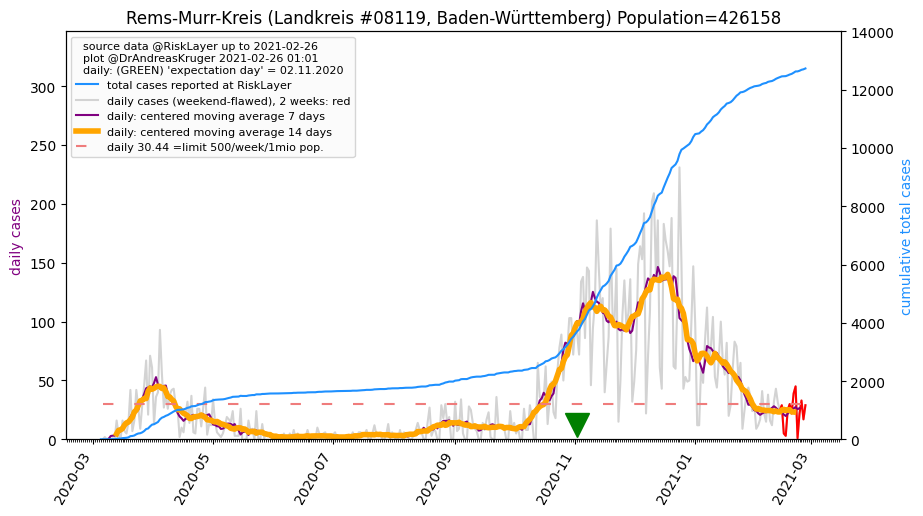 Rems-Murr-Kreis (Landkreis #08119, Baden-Württemberg) Population=426158
source data @RiskLayer up to 2021-02-26
plot @DrAndreasKruger 2021-02-26 01:01
daily: (GREEN) 'expectation day' = 02.11.2020
total cases reported at RiskLayer
daily cases (weekend-flawed), 2 weeks: red
daily: centered moving average 7 days
daily: centered moving average 14 days
daily 30.44 =limit 500/week/1mio pop.
daily cases
300
250
200
150
100
50
0
14000
12000
10000
8000
6000
4000
2000
0
cumulative total cases
2020-03
2020-05
2020-07
2020-09
2020-11
2021-01
2021-03